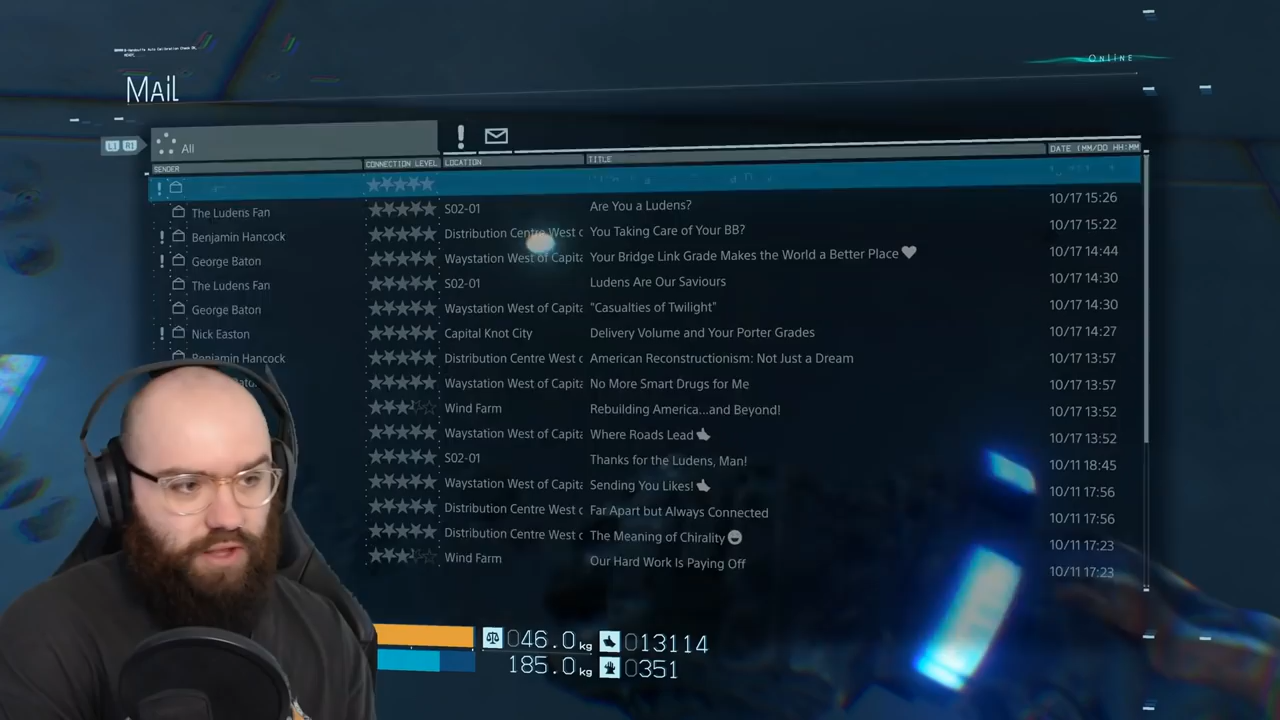 Online
Mail
L1 R1 All !
SENDER CONNECTION LEVEL LOCATION TITLE DATE (MM/DD HH:MM)
! 10/17 15:26
The Ludens Fan S02-01 Are You a Ludens? 10/17 15:22
! Benjamin Hancock Distribution Centre West c You Taking Care of Your BB? 10/17 14:44
! George Baton Waystation West of Capita Your Bridge Link Grade Makes the World a Better Place 10/17 14:30
The Ludens Fan S02-01 Ludens Are Our Saviours 10/17 14:30
George Baton Waystation West of Capita "Casualties of Twilight" 10/17 14:27
! Nick Easton Capital Knot City Delivery Volume and Your Porter Grades 10/17 13:57
Benjamin Hancock Distribution Centre West c American Reconstructionism: Not Just a Dream 10/17 13:57
Waystation West of Capita No More Smart Drugs for Me 10/17 13:52
Wind Farm Rebuilding America...and Beyond! 10/17 13:52
Waystation West of Capita Where Roads Lead 10/11 18:45
S02-01 Thanks for the Ludens, Man! 10/11 17:56
Waystation West of Capita Sending You Likes! 10/11 17:56
Distribution Centre West c Far Apart but Always Connected 10/11 17:23
Distribution Centre West c The Meaning of Chirality 10/11 17:23
Wind Farm Our Hard Work Is Paying Off
046.0 kg 013114
185.0 kg 0351